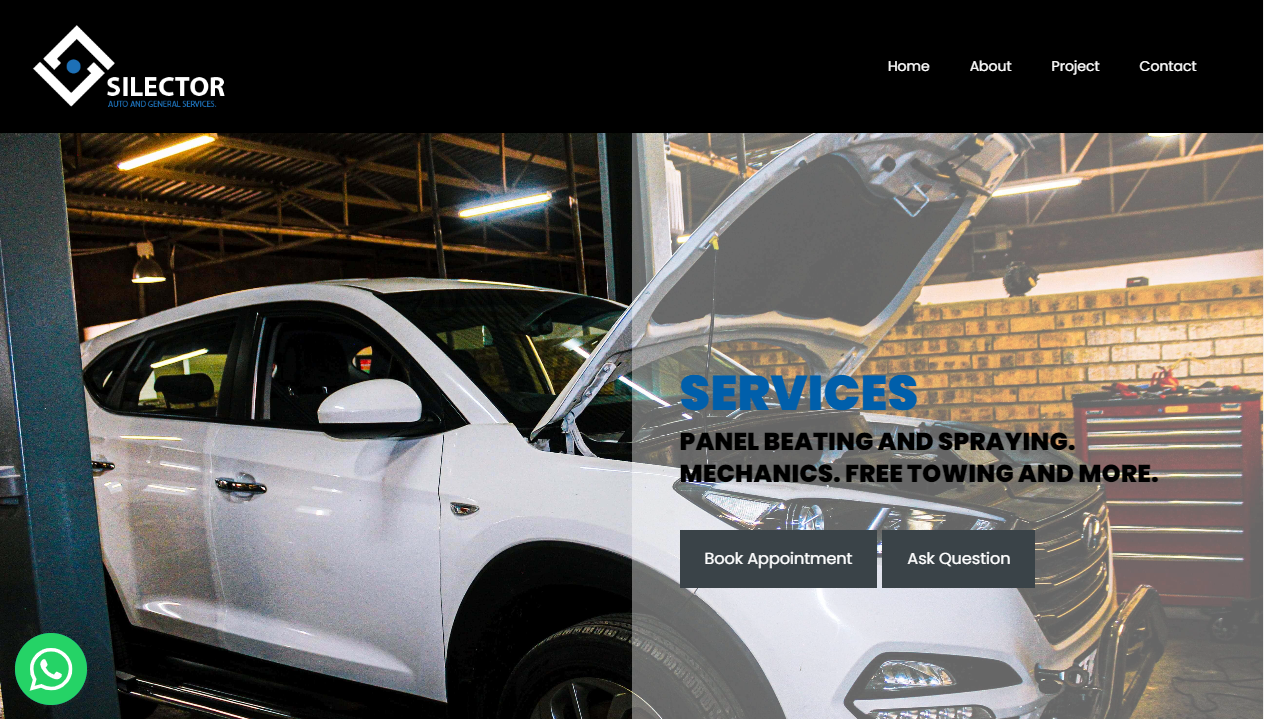 SILECTOR
AUTO AND GENERAL SERVICES.
Home
About
Project
Contact
SERVICES
PANEL BEATING AND SPRAYING.
MECHANICS. FREE TOWING AND MORE.
Book Appointment
Ask Question